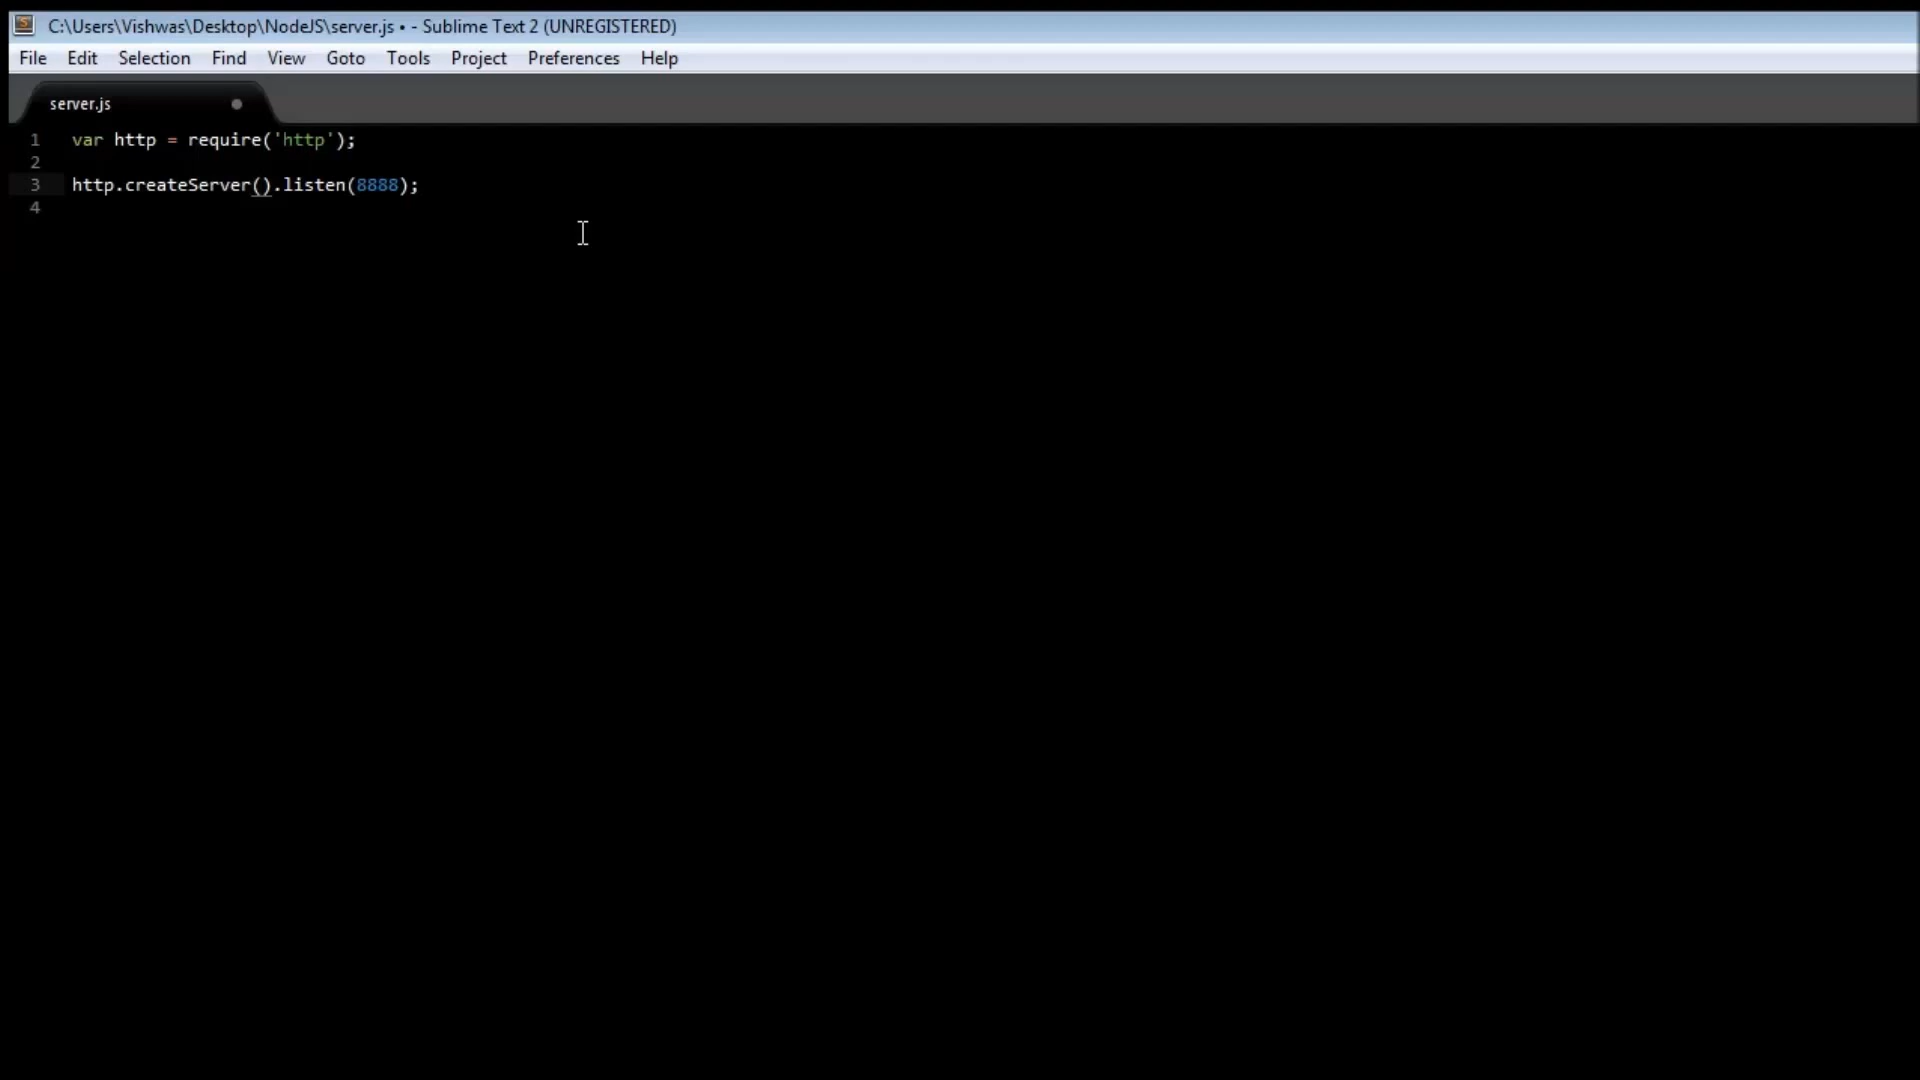 C:\Users\Vishwas\Desktop\NodeJS\server.js • - Sublime Text 2 (UNREGISTERED)
File Edit Selection Find View Goto Tools Project Preferences Help
server.js
1 var http = require('http');
2
3 http.createServer().listen(8888);
4